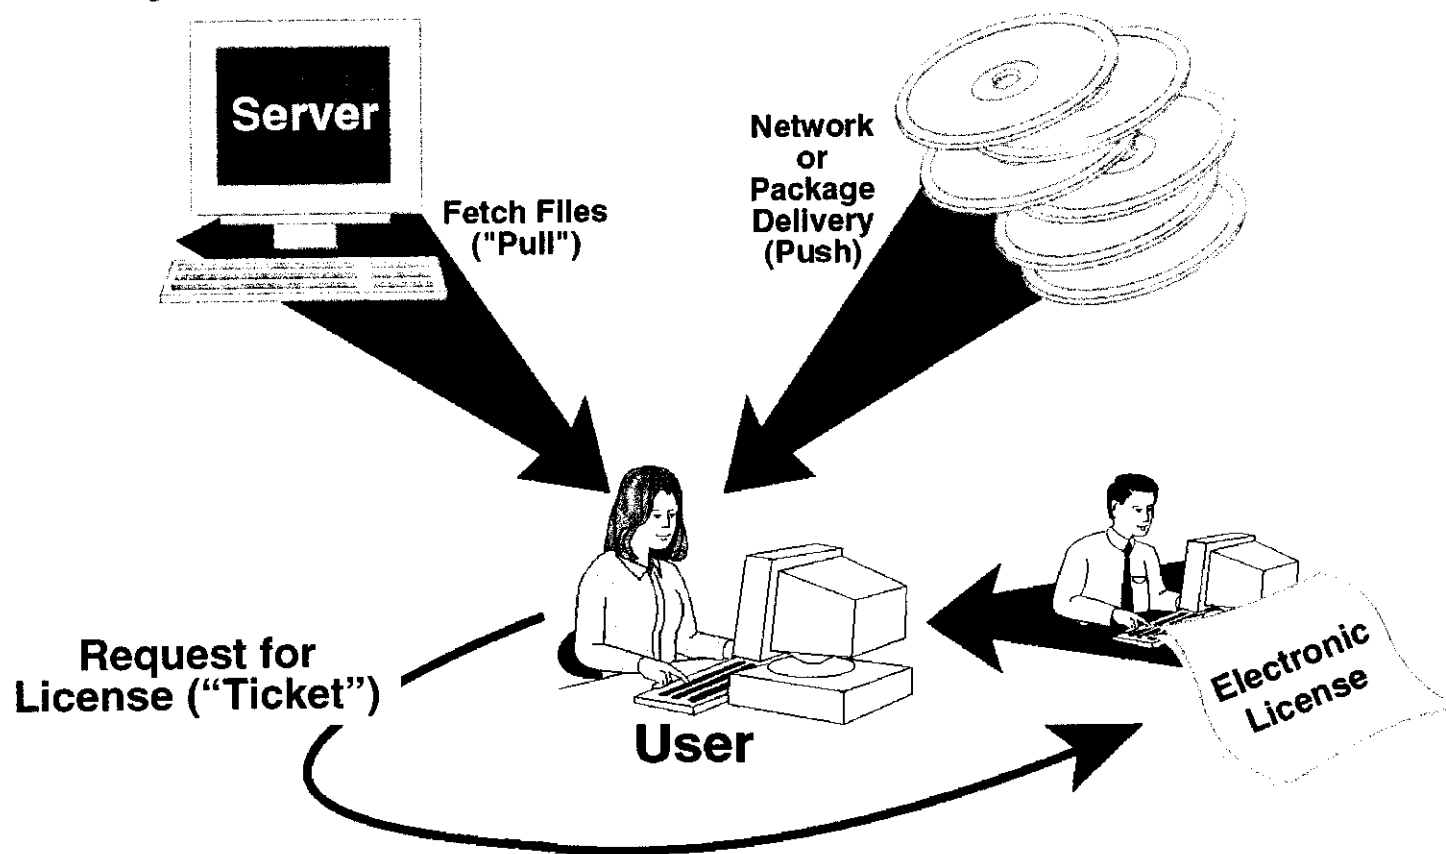 Server
Fetch Files
("Pull")
Network
or
Package
Delivery
(Push)
Request for
License (“Ticket”)
User
Electronic
License